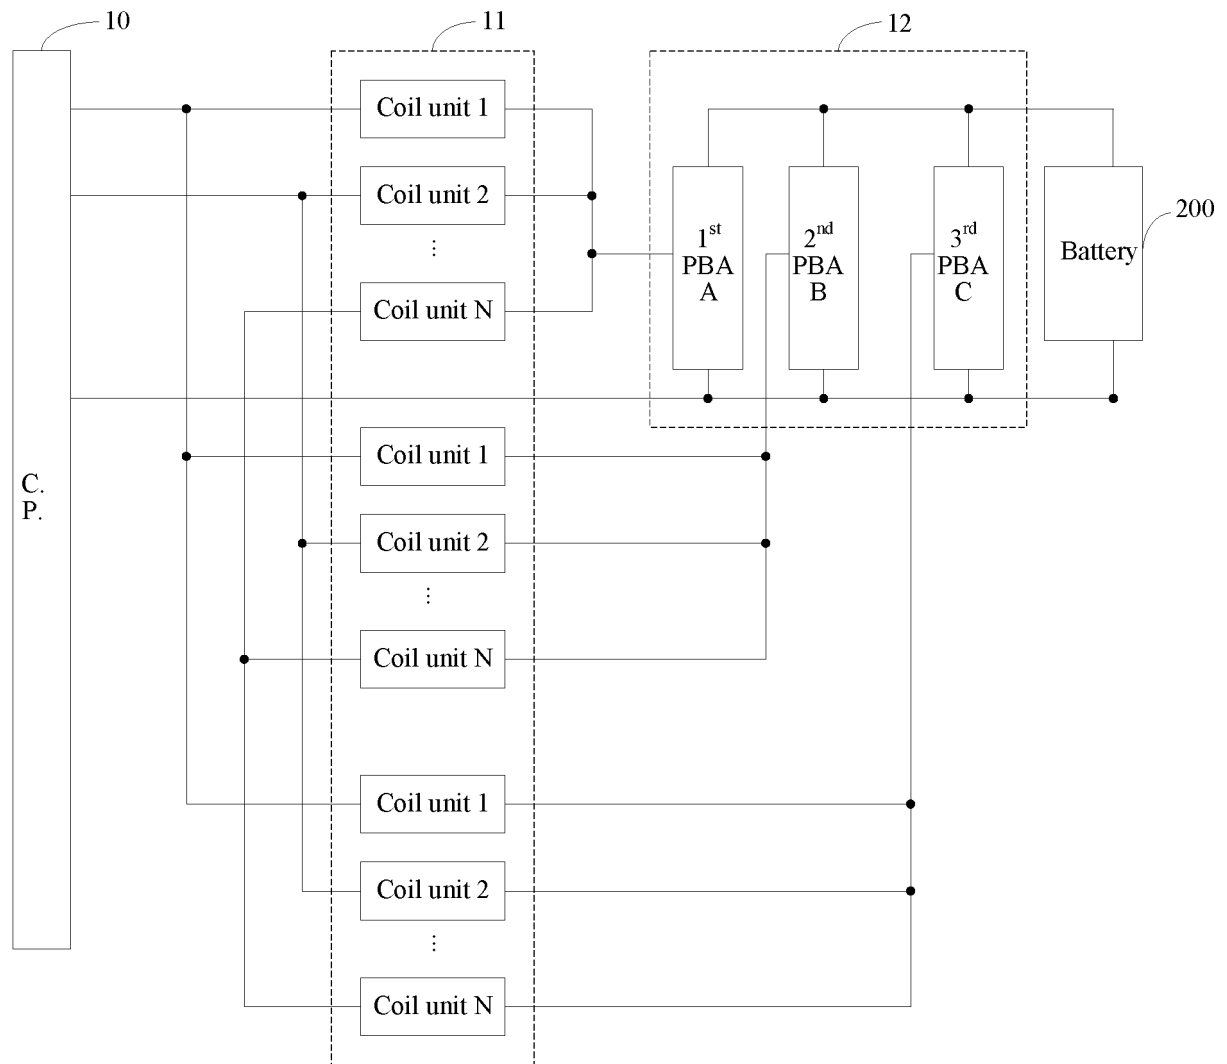 10
11
12
Coil unit 1
Coil unit 2
⋮
Coil unit N
1st
PBA
A
2nd
PBA
B
3rd
PBA
C
Battery
200
C.
P.
Coil unit 1
Coil unit 2
⋮
Coil unit N
Coil unit 1
Coil unit 2
⋮
Coil unit N